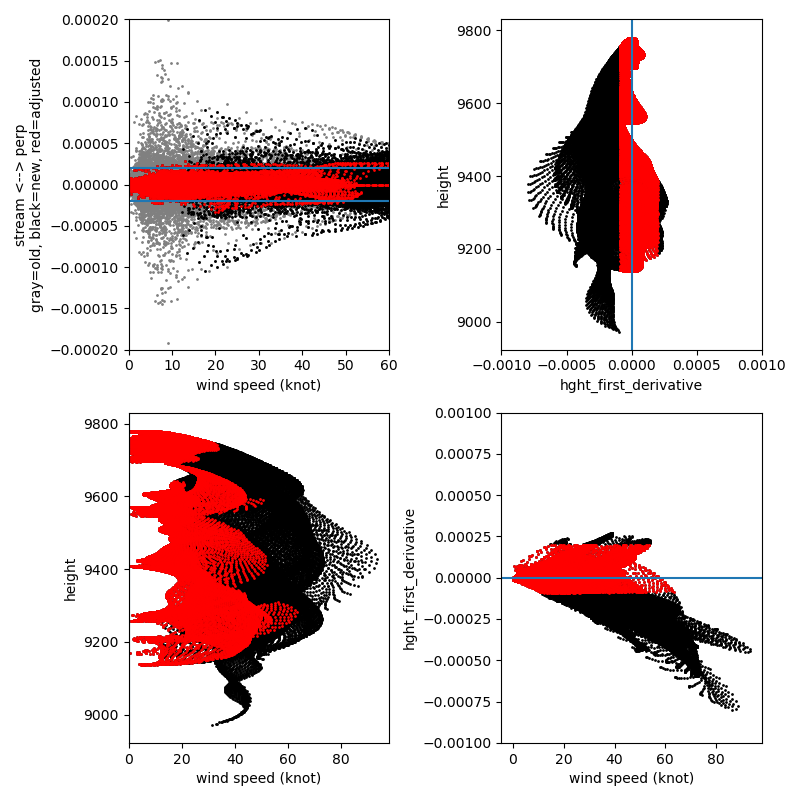 0.00020
0.00015
0.00010
0.00005
0.00000
−0.00005
−0.00010
−0.00015
−0.00020
stream <--> perp
gray=old, black=new, red=adjusted
0 10 20 30 40 50 60
wind speed (knot)
9800
9600
9400
9200
9000
height
−0.0010 −0.0005 0.0000 0.0005 0.0010
hght_first_derivative
9800
9600
9400
9200
9000
height
0 20 40 60 80
wind speed (knot)
0.00100
0.00075
0.00050
0.00025
0.00000
−0.00025
−0.00050
−0.00075
−0.00100
hght_first_derivative
0 20 40 60 80
wind speed (knot)